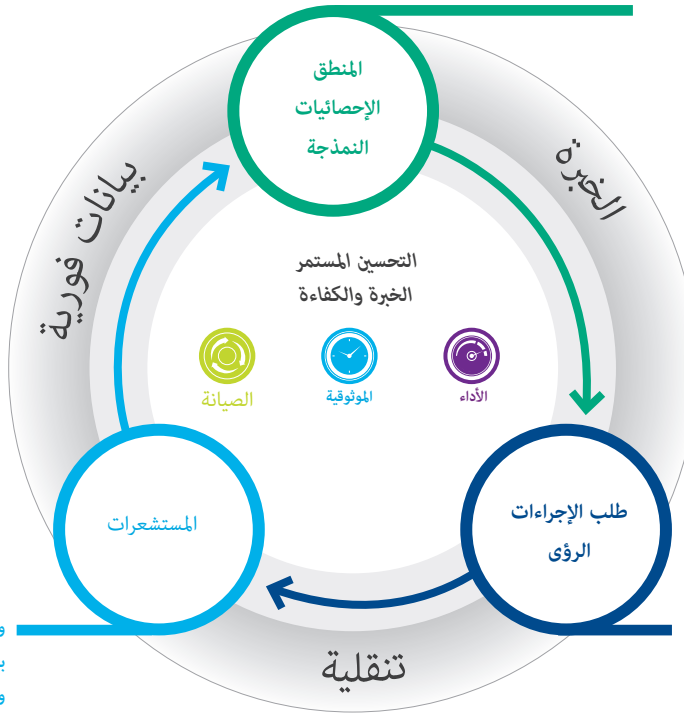 المنطق
الإحصائيات
النمذجة
الخبرة
بيانات فورية
التحسين المستمر
الخبرة والكفاءة
الأداء
الموثوقية
الصيانة
طلب الإجراءات
الرؤى
المستشعرات
تنقلية